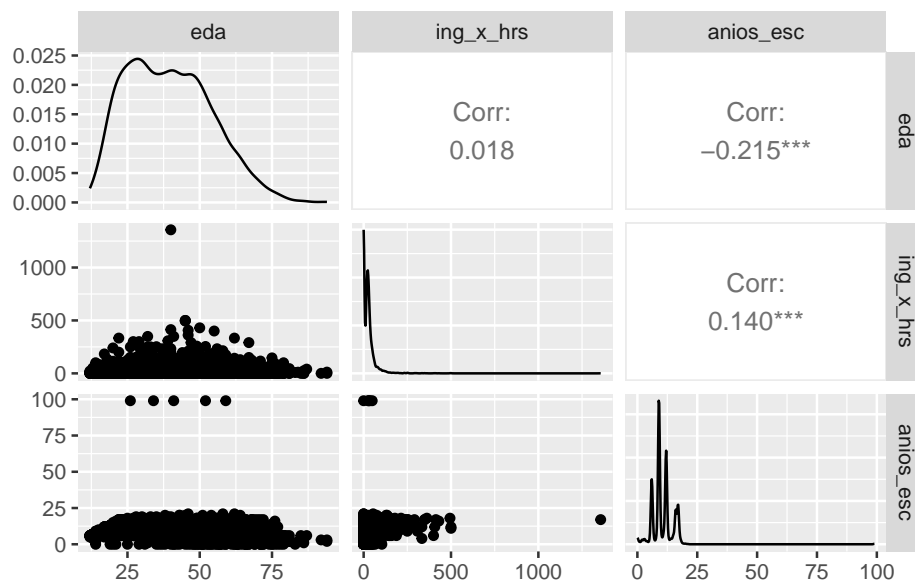 eda ing_x_hrs anios_esc
0.025
0.020
0.015
0.010
0.005
0.000
Corr:
0.018
Corr:
−0.215***
eda
1000
500
0
Corr:
0.140***
ing_x_hrs
100
75
50
25
0
anios_esc
25 50 75 0 500 1000 0 25 50 75 100